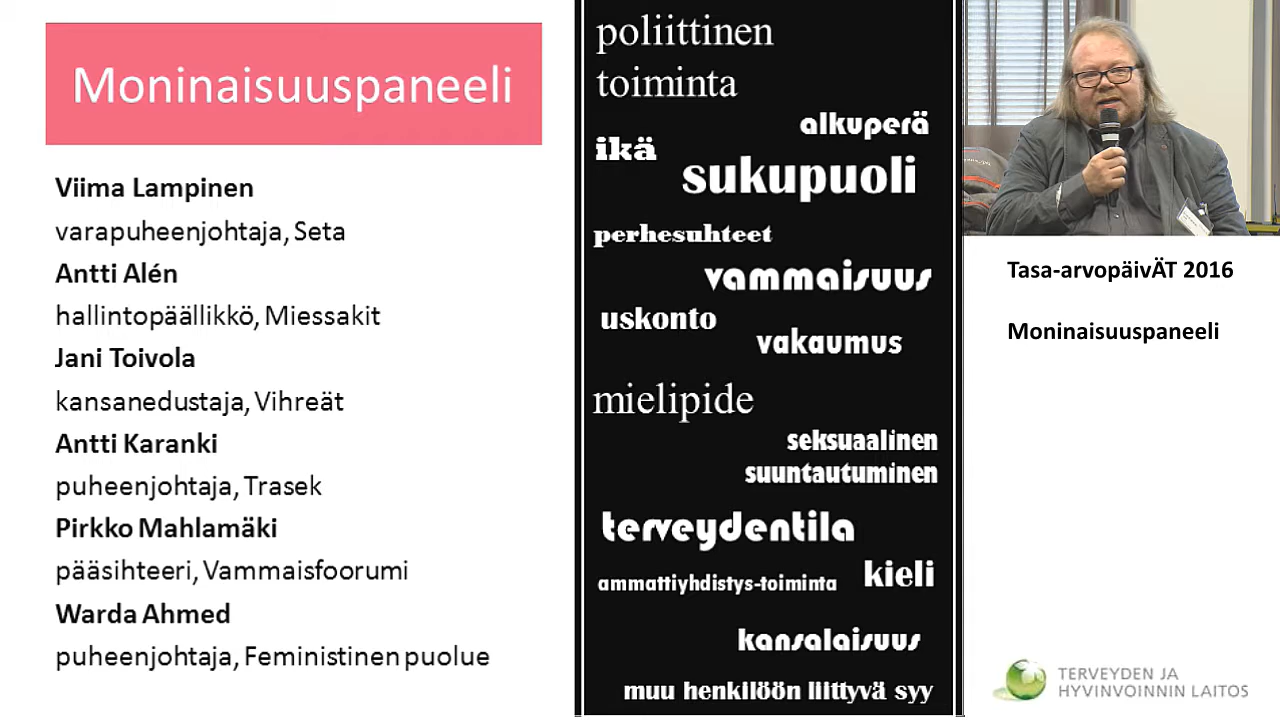 Moninaisuuspaneeli
Viima Lampinen
varapuheenjohtaja, Seta
Antti Alén
hallintopäällikkö, Miessakit
Jani Toivola
kansanedustaja, Vihreät
Antti Karanki
puheenjohtaja, Trasek
Pirkko Mahlamäki
pääsihteeri, Vammaisfoorumi
Warda Ahmed
puheenjohtaja, Feministinen puolue
poliittinen
toiminta
alkuperä
ikä
sukupuoli
perhesuhteet
vammaisuus
uskonto
vakaumus
mielipide
seksuaalinen
suuntautuminen
terveydentila
kieli
ammattiyhdistys-toiminta
kansalaisuus
muu henkilöön liittyvä syy
Tasa-arvopäivÄT 2016
Moninaisuuspaneeli
TERVEYDEN JA
HYVINVOINNIN LAITOS